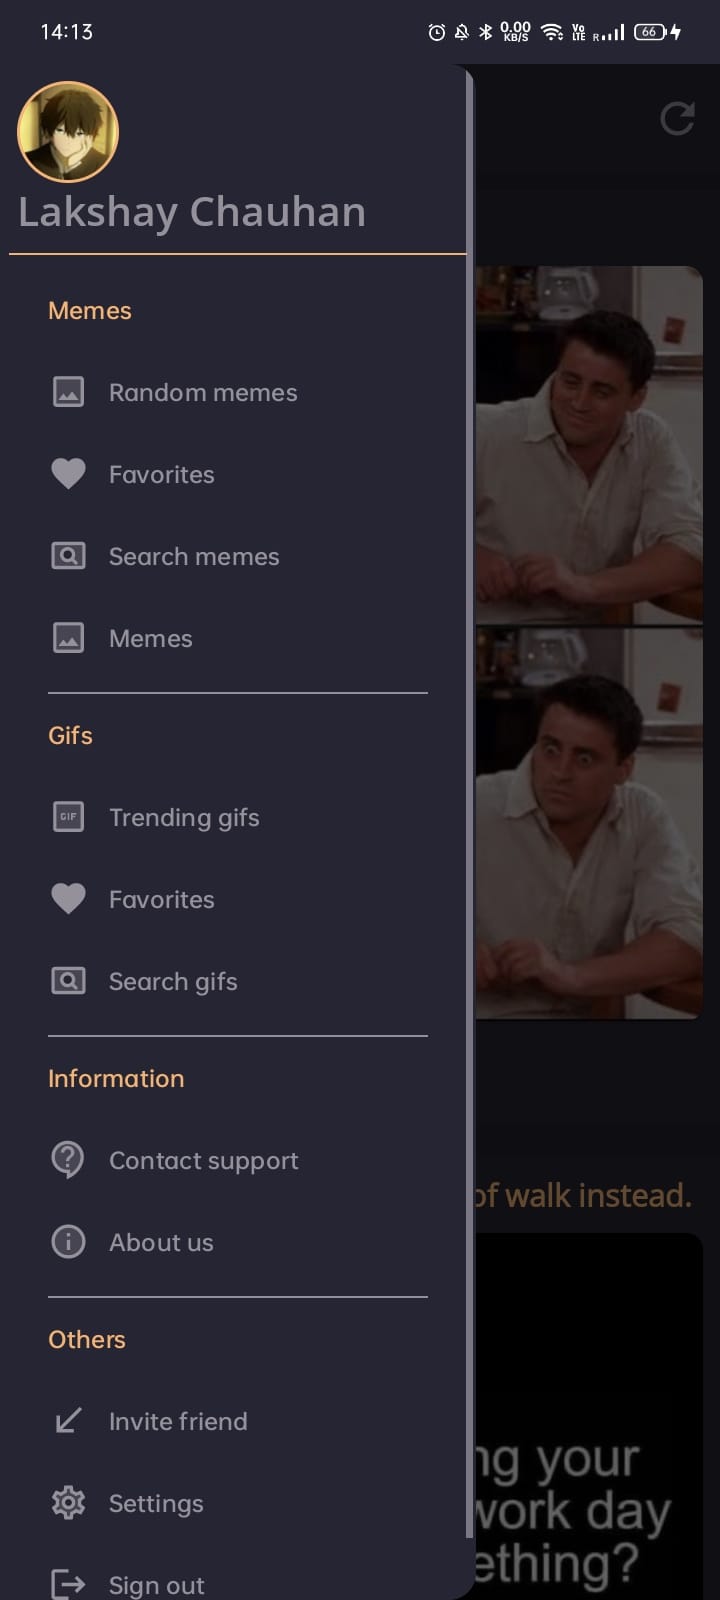 14:13
0.00
KB/S
Vo
LTE
R
66
Lakshay Chauhan
Memes
Random memes
Favorites
Search memes
Memes
Gifs
GIF
Trending gifs
Favorites
Search gifs
Information
Contact support
About us
of walk instead.
Others
Invite friend
Settings
Sign out
ng your
work day
ething?